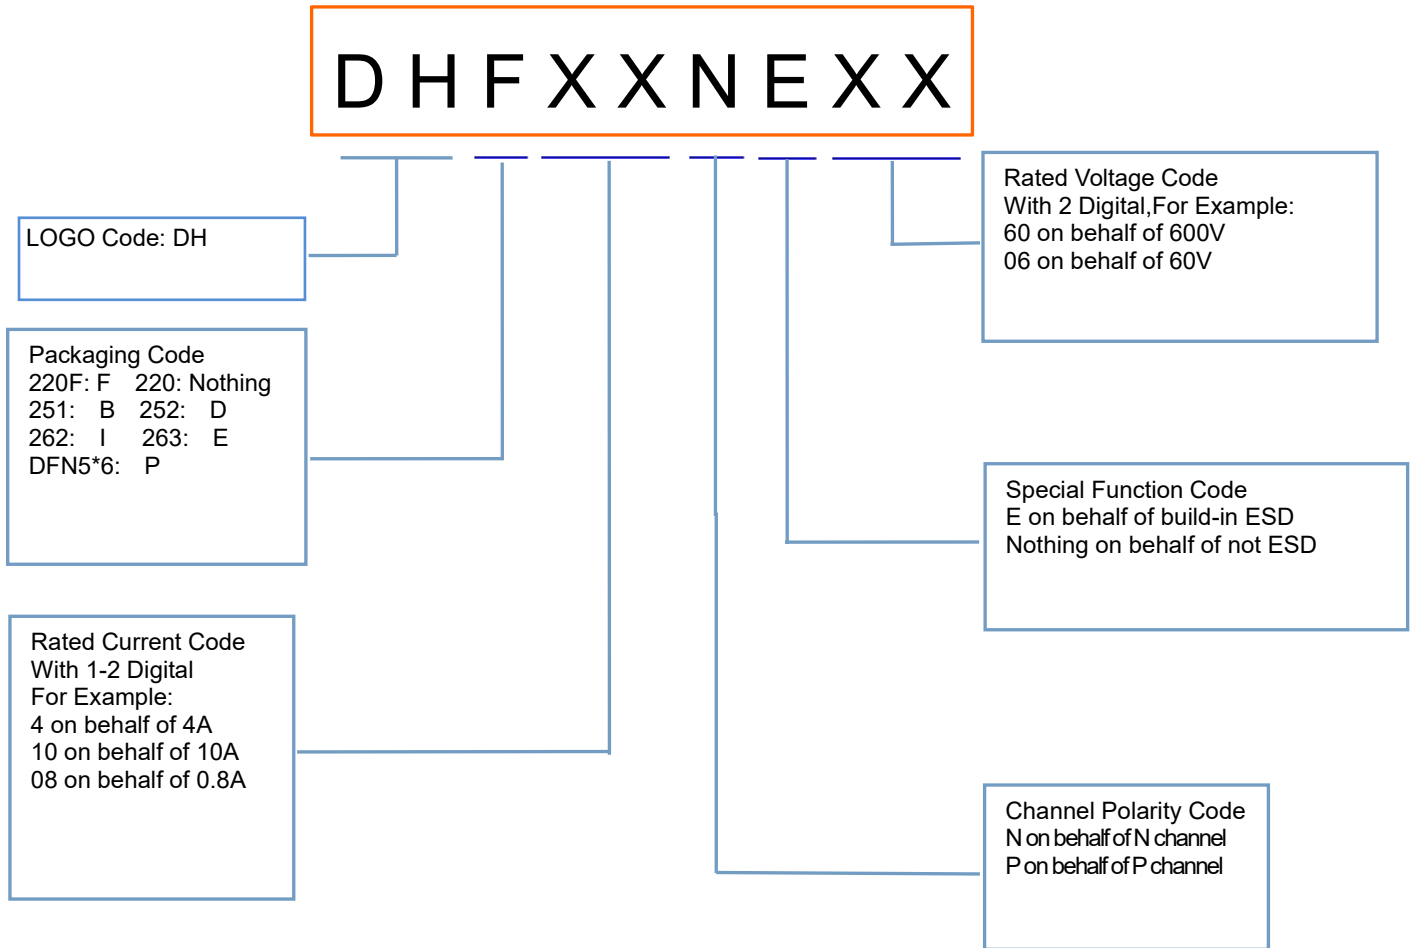 D H F X X N E X X
LOGO Code: DH
Packaging Code
220F: F 220: Nothing
251: B 252: D
262: I 263: E
DFN5*6: P
Rated Current Code
With 1-2 Digital
For Example:
4 on behalf of 4A
10 on behalf of 10A
08 on behalf of 0.8A
Rated Voltage Code
With 2 Digital,For Example:
60 on behalf of 600V
06 on behalf of 60V
Special Function Code
E on behalf of build-in ESD
Nothing on behalf of not ESD
Channel Polarity Code
N on behalf of N channel
P on behalf of P channel